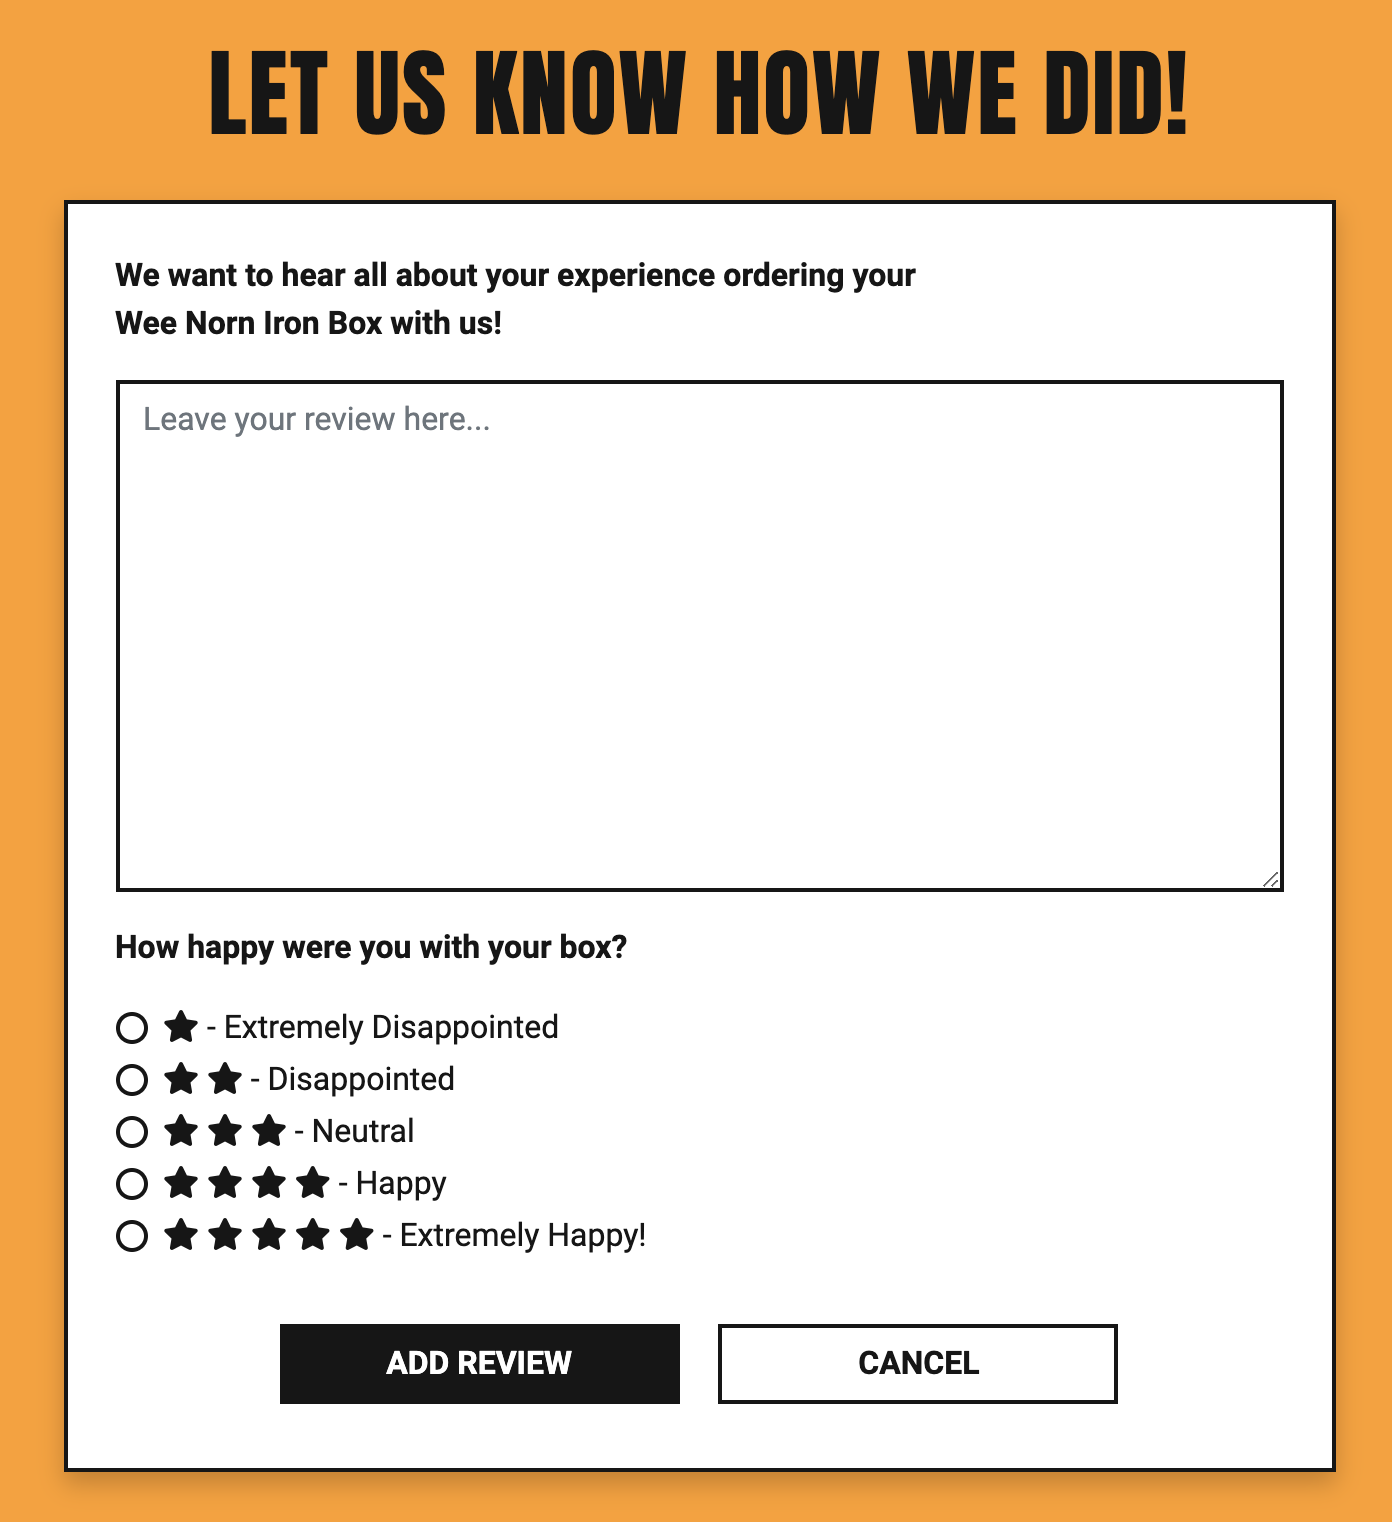 LET US KNOW HOW WE DID!
We want to hear all about your experience ordering your
Wee Norn Iron Box with us!
Leave your review here...
How happy were you with your box?
★ - Extremely Disappointed
★ ★ - Disappointed
★ ★ ★ - Neutral
★ ★ ★ ★ - Happy
★ ★ ★ ★ ★ - Extremely Happy!
ADD REVIEW
CANCEL